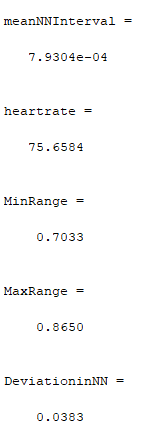 meanNNInterval =
7.9304e-04
heartrate =
75.6584
MinRange =
0.7033
MaxRange =
0.8650
DeviationinNN =
0.0383